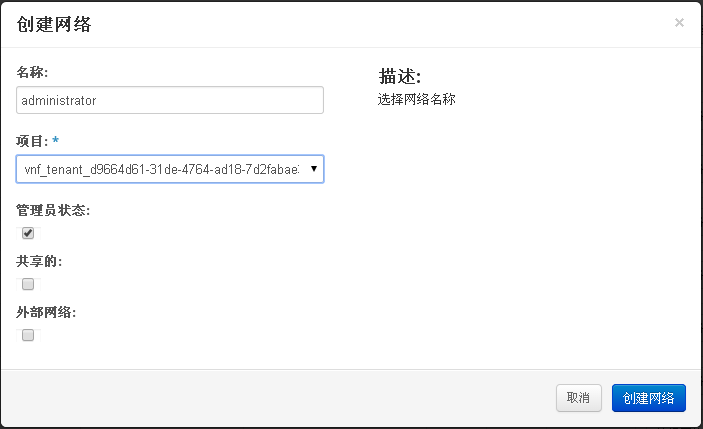 创建网络
×
名称:
administrator
项目: *
vnf_tenant_d9664d61-31de-4764-ad18-7d2fabae
管理员状态:
共享的:
外部网络:
描述:
选择网络名称
取消
创建网络